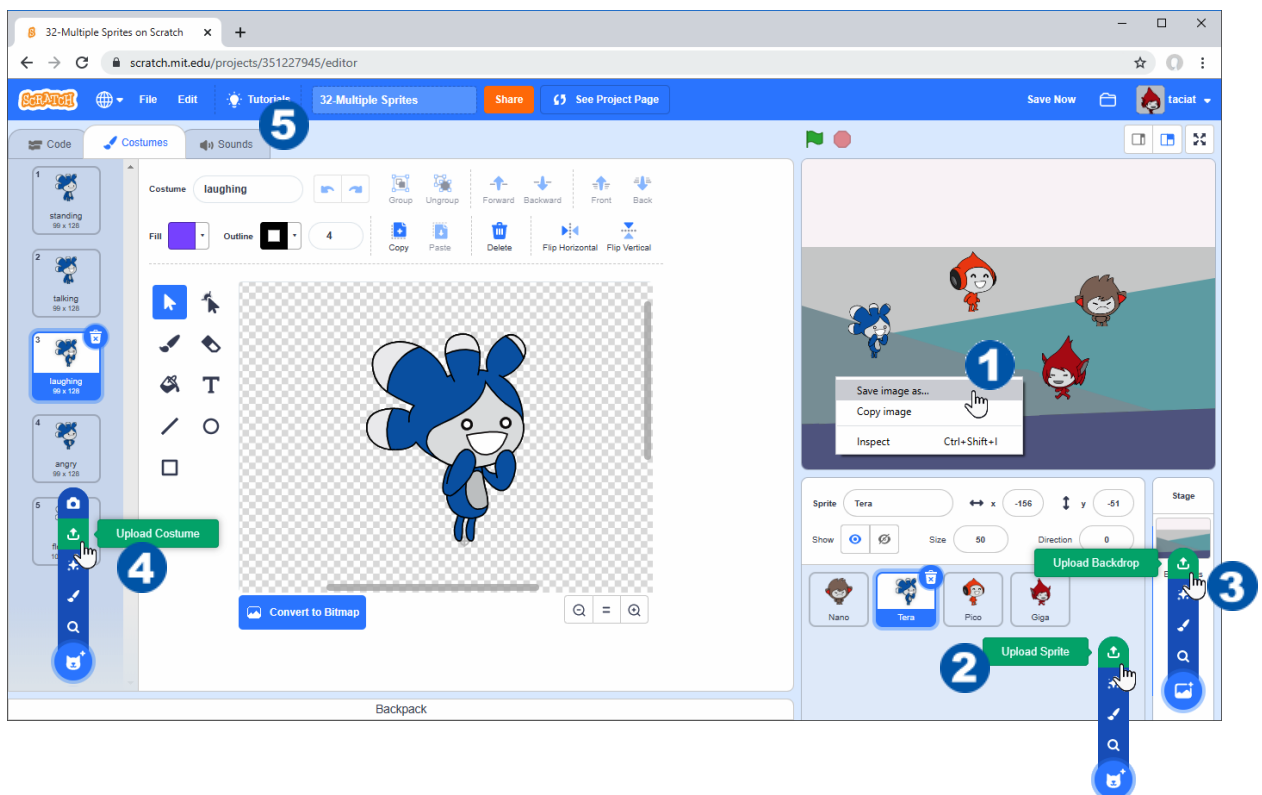 32-Multiple Sprites on Scratch
scratch.mit.edu/projects/351227945/editor
SCRATCH File Edit Tutorials 32-Multiple Sprites Share See Project Page Save Now taciat
5
Code Costumes Sounds
1
standing
99 x 128
2
talking
99 x 128
3
laughing
99 x 128
4
angry
99 x 128
5
Costume laughing Group Ungroup Forward Backward Front Back
Fill Outline 4 Copy Paste Delete Flip Horizontal Flip Vertical
T
Upload Costume
4
Convert to Bitmap
Backpack
1
Save image as...
Copy image
Inspect Ctrl+Shift+I
Sprite Tera x -156 y -51
Show Size 50 Direction 0
Nano Tera Pico Giga
Stage
Upload Backdrop
3
Upload Sprite
2